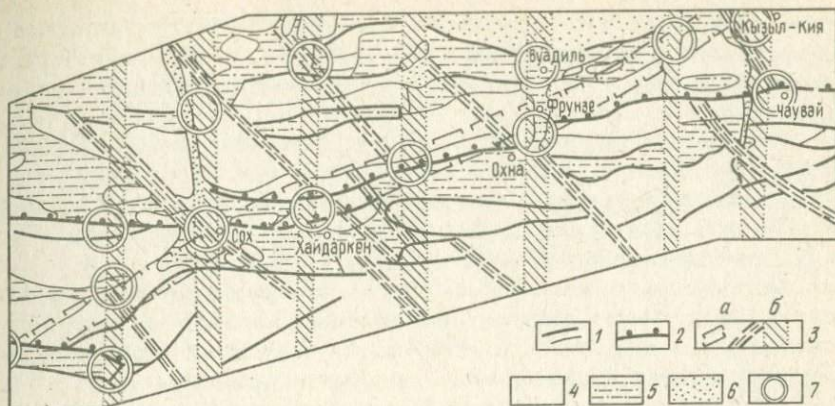 Кызыл-Кия
Вуадиль
Фрунзе
Чаувай
Охна
Сох
Хайдаркен
а б
1 2 3
4 5 6 7